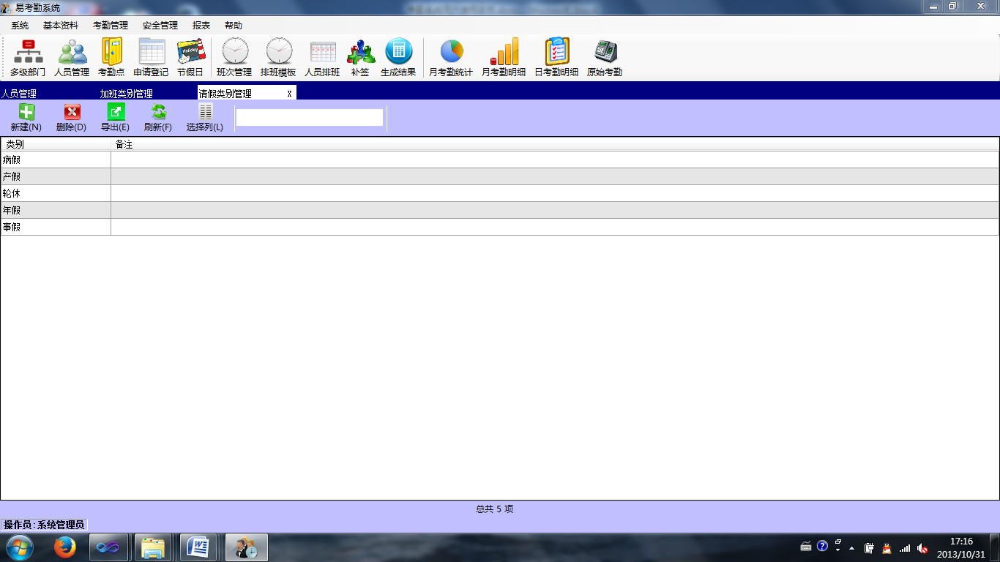 易考勤系统
系统 基本资料 考勤管理 安全管理 报表 帮助
Holiday
多级部门 人员管理 考勤点 申请登记 节假日 班次管理 排班模板 人员排班 补签 生成结果 月考勤统计 月考勤明细 日考勤明细 原始考勤
人员管理 加班类别管理 请假类别管理 X
新建(N) 删除(D) 导出(E) 刷新(F) 选择列(L)
类别 备注
病假
产假
轮休
年假
事假
总共 5 项
操作员:系统管理员
17:16
2013/10/31